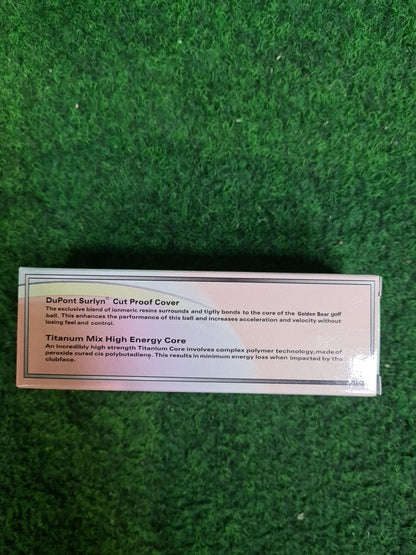 DuPont Surlyn® Cut Proof Cover
The exclusive blend of ionmeric resins surrounds and tigtly bonds to the core of the Golden Bear golf
ball. This enhances the performance of this ball and increases acceleration and velocity without
losing feel and control.
Titanum Mix High Energy Core
An incredibly high strength Titanium Core involves complex polymer technology, made of
peroxide cured cis polybutadiene. This results in minimum energy loss when impacted by the
clubface.